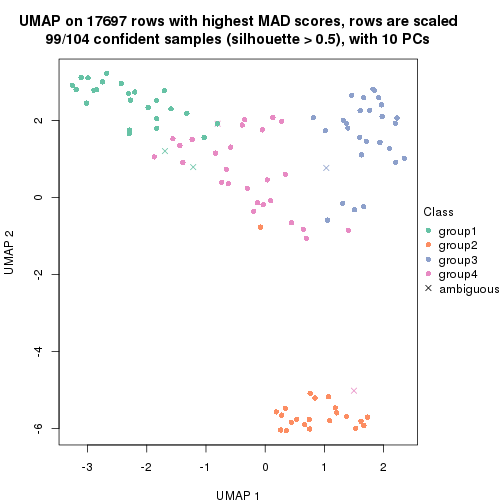 UMAP on 17697 rows with highest MAD scores, rows are scaled
99/104 confident samples (silhouette > 0.5), with 10 PCs
2
0
-2
-4
-6
UMAP 2
-3
-2
-1
0
1
2
UMAP 1
Class
group1
group2
group3
group4
ambiguous